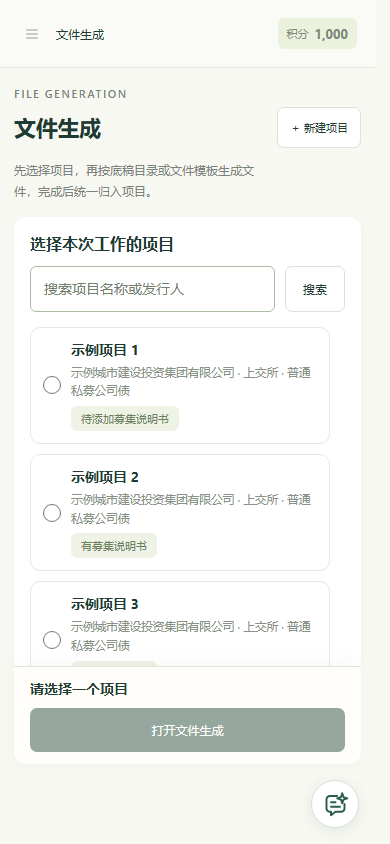 文件生成
积分 1,000
FILE GENERATION
文件生成
+ 新建项目
先选择项目，再按底稿目录或文件模板生成文
件，完成后统一归入项目。
选择本次工作的项目
搜索项目名称或发行人
搜索
示例项目 1
示例城市建设投资集团有限公司 · 上交所 · 普通
私募公司债
待添加募集说明书
示例项目 2
示例城市建设投资集团有限公司 · 上交所 · 普通
私募公司债
有募集说明书
示例项目 3
示例城市建设投资集团有限公司 · 上交所 · 普通
私募公司债
请选择一个项目
打开文件生成